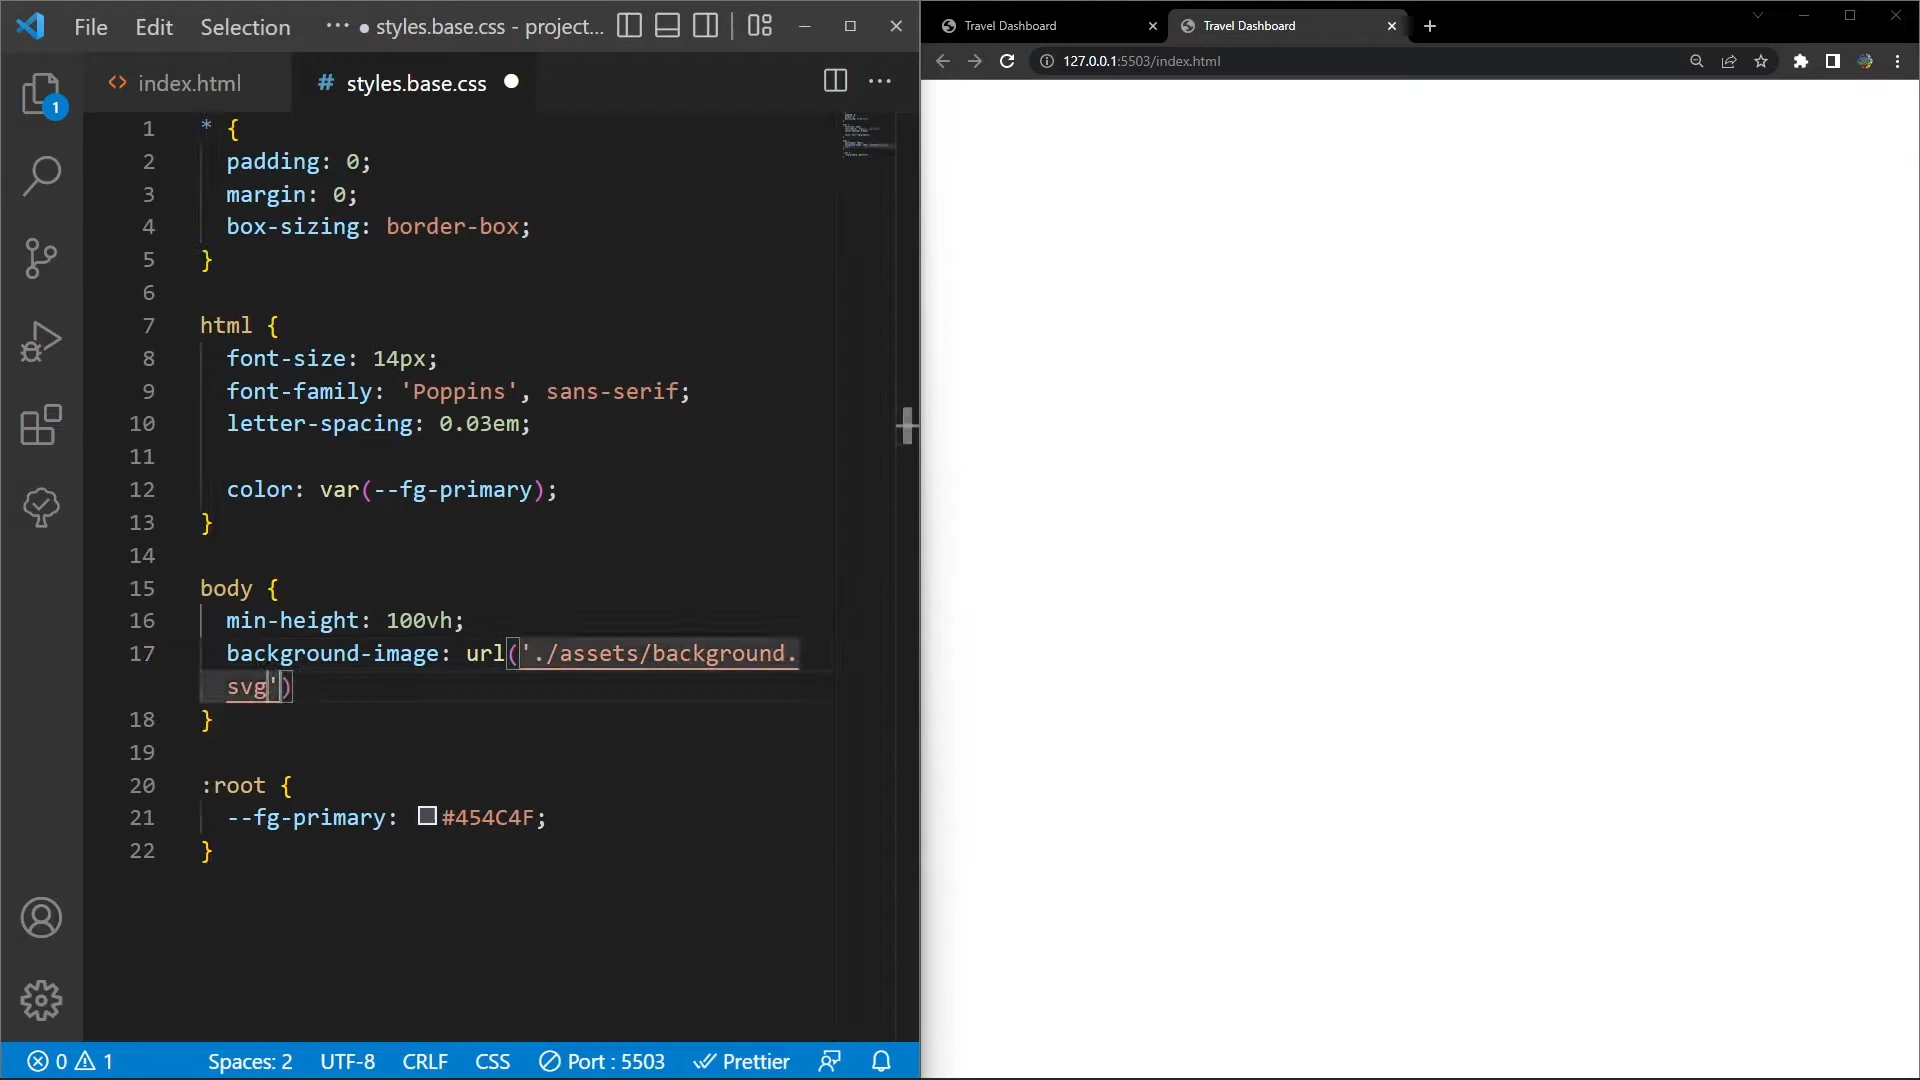 File Edit Selection ··· ● styles.base.css - project...
index.html # styles.base.css ●
1
1 * {
2 padding: 0;
3 margin: 0;
4 box-sizing: border-box;
5 }
6
7 html {
8 font-size: 14px;
9 font-family: 'Poppins', sans-serif;
10 letter-spacing: 0.03em;
11
12 color: var(--fg-primary);
13 }
14
15 body {
16 min-height: 100vh;
17 background-image: url('./assets/background.
svg')
18 }
19
20 :root {
21 --fg-primary: #454C4F;
22 }
0 1 Spaces: 2 UTF-8 CRLF CSS Port : 5503 Prettier
Travel Dashboard Travel Dashboard
127.0.0.1:5503/index.html